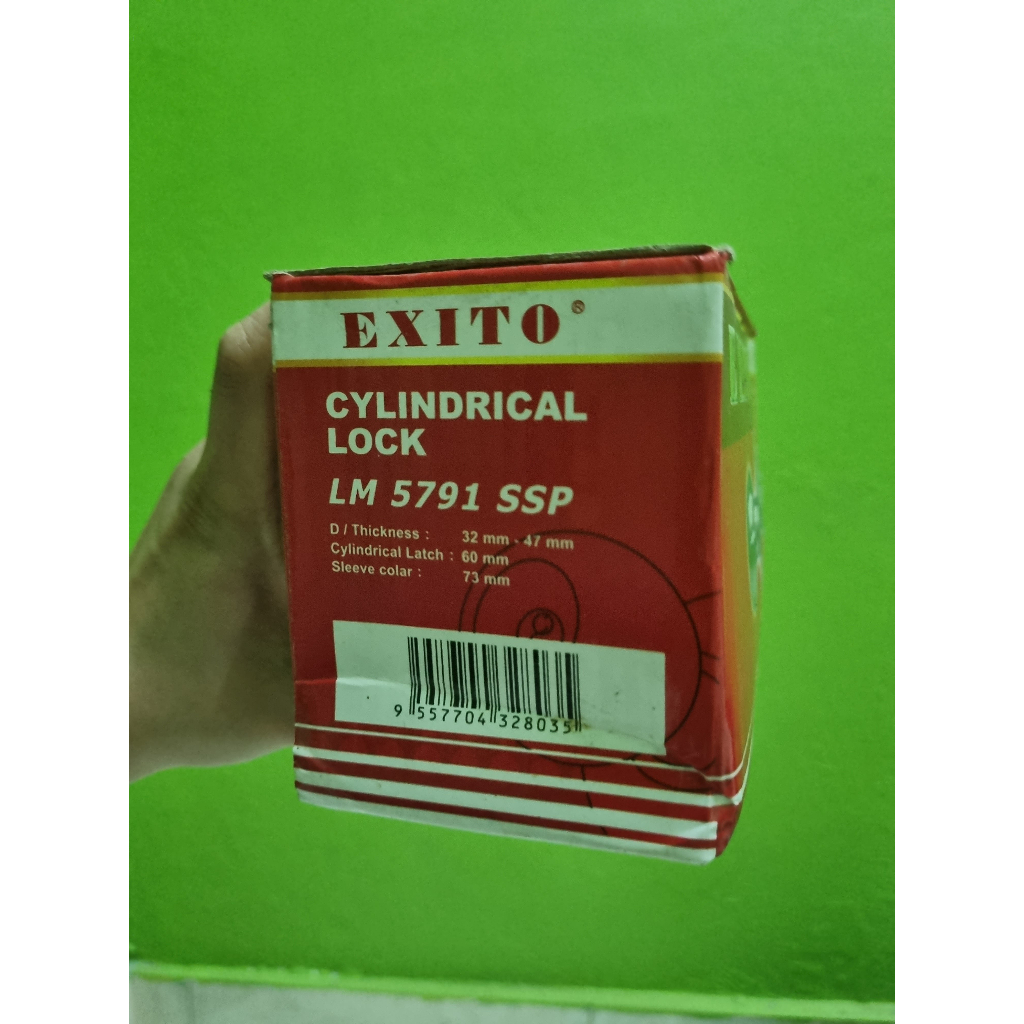 EXITO®
CYLINDRICAL
LOCK
LM 5791 SSP
D / Thickness : 32 mm - 47 mm
Cylindrical Latch : 60 mm
Sleeve colar : 73 mm
9 557704 328035